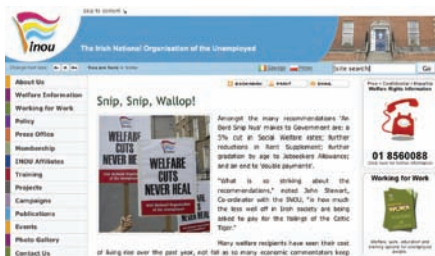 skip to content
inou
The Irish National Organisation of the Unemployed
site search
Go
About Us
Welfare Information
Working for Work
Policy
Press Office
Membership
INOU Affiliates
Training
Projects
Campaigns
Publications
Events
Photo Gallery
Contact Us
Snip, Snip, Wallop!
WELFARE
CUTS
NEVER HEAL
WELFARE
CUTS
NEVER HEAL
Amongst the many recommendations 'An
Bord Snip Nua' makes to Government are: a
5% cut in Social Welfare rates; further
reductions in Rent Supplement; further
gradation by age to Jobseekers Allowance;
and an end to 'double payments'.
"What is so striking about the
recommendations," noted John Stewart,
Co-ordinator with the INOU, "is how much
the less well off in Irish society are being
asked to pay for the failings of the Celtic
Tiger."
Many welfare recipients have seen their cost
of living rise over the past year, not fall as so many economic commentators keep
Welfare Rights Information
01 8560088
Working for Work